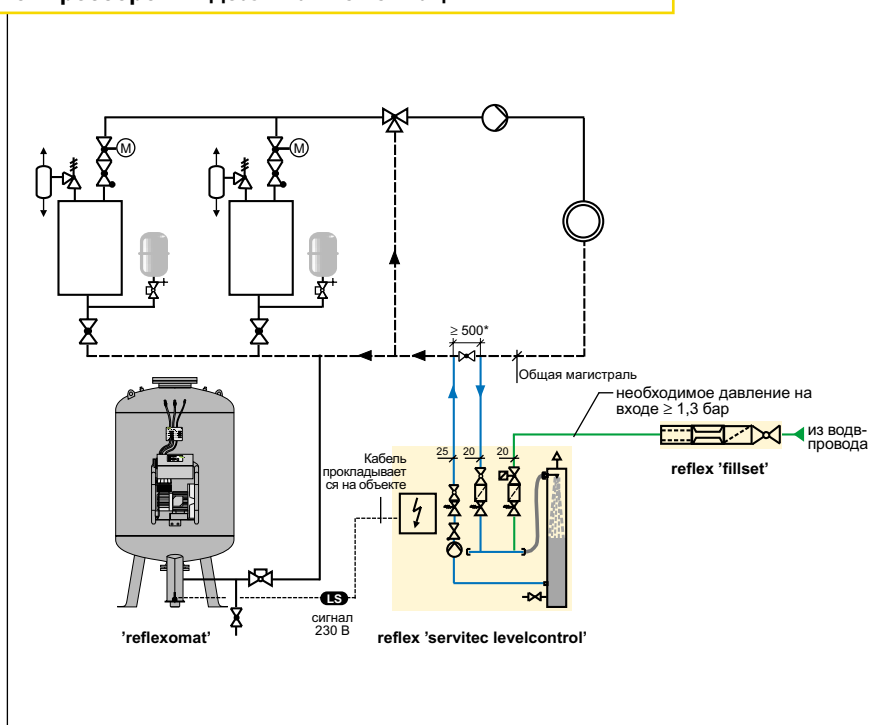 M
M
≥ 500*
Общая магистраль
необходимое давление на
входе ≥ 1,3 бар
из водв-
провода
reflex 'fillset'
Кабель
прокладывает
ся на объекте
25
20
20
LS
сигнал
230 В
'reflexomat'
reflex 'servitec levelcontrol'